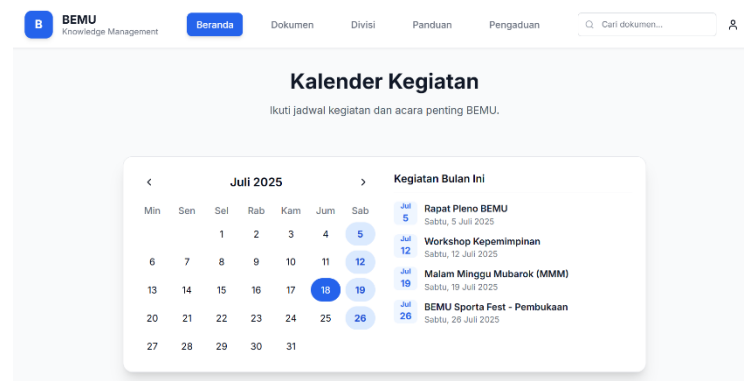 B
BEMU
Knowledge Management
Beranda
Dokumen
Divisi
Panduan
Pengaduan
Cari dokumen...
Kalender Kegiatan
Ikuti jadwal kegiatan dan acara penting BEMU.
Juli 2025
Min Sen Sel Rab Kam Jum Sab
1 2 3 4 5
6 7 8 9 10 11 12
13 14 15 16 17 18 19
20 21 22 23 24 25 26
27 28 29 30 31
Kegiatan Bulan Ini
Jul
5
Rapat Pleno BEMU
Sabtu, 5 Juli 2025
Jul
12
Workshop Kepemimpinan
Sabtu, 12 Juli 2025
Jul
19
Malam Minggu Mubarok (MMM)
Sabtu, 19 Juli 2025
Jul
26
BEMU Sporta Fest - Pembukaan
Sabtu, 26 Juli 2025